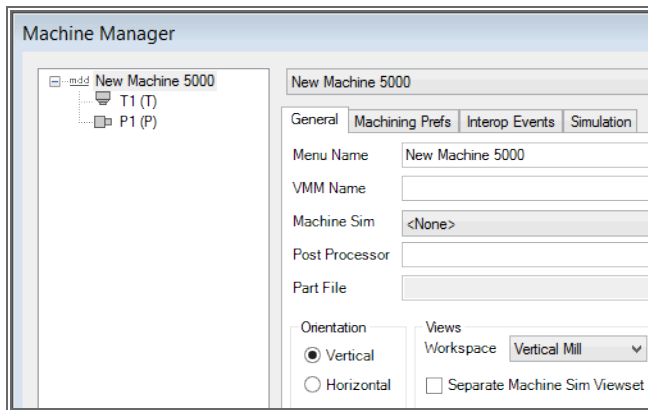 Machine Manager
mdd New Machine 5000
T1 (T)
P1 (P)
New Machine 5000
General Machining Prefs Interop Events Simulation
Menu Name New Machine 5000
VMM Name
Machine Sim <None>
Post Processor
Part File
Orientation
Vertical
Horizontal
Views
Workspace Vertical Mill
Separate Machine Sim Viewset